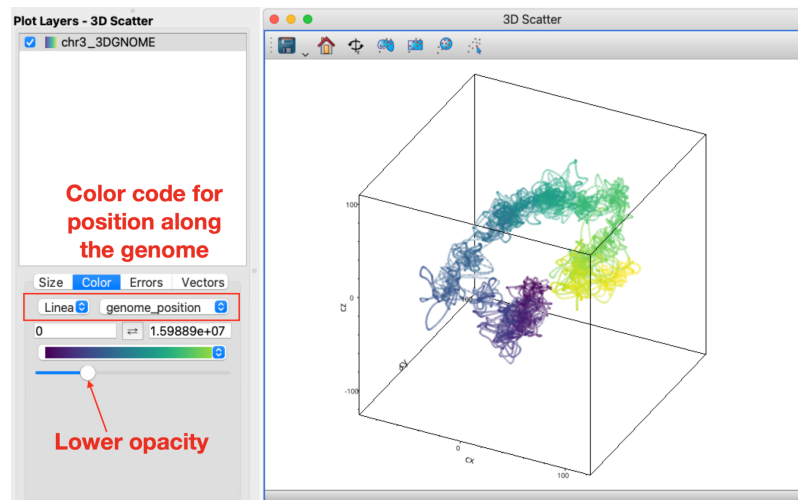 Plot Layers - 3D Scatter
chr3_3DGNOME
Color code for
position along
the genome
Size Color Errors Vectors
Linea genome_position
0 1.59889e+07
Lower opacity
3D Scatter
100
0
-100
cz
100
cy
0
100
cx